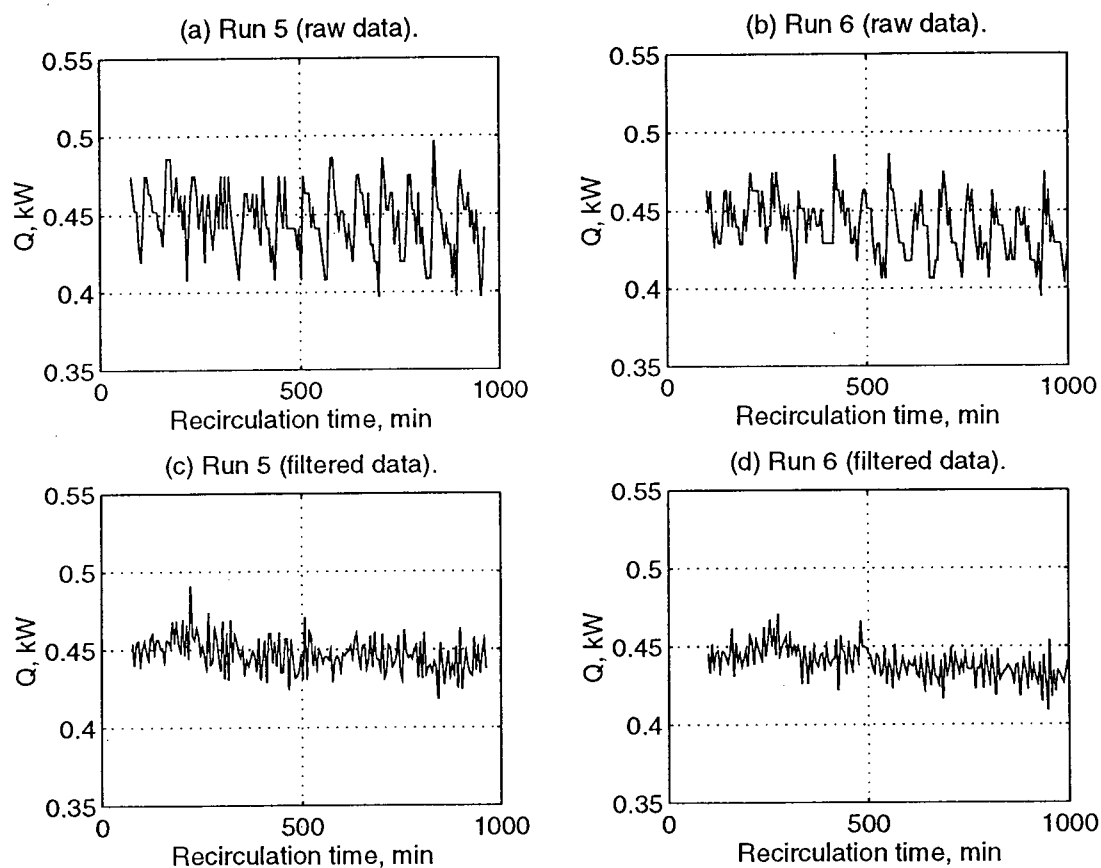 (a) Run 5 (raw data).
0.55
0.5
0.45
0.4
0.35
Q, kW
0
500
1000
Recirculation time, min
(b) Run 6 (raw data).
0.55
0.5
0.45
0.4
0.35
Q, kW
0
500
1000
Recirculation time, min
(c) Run 5 (filtered data).
0.55
0.5
0.45
0.4
0.35
Q, kW
0
500
1000
Recirculation time, min
(d) Run 6 (filtered data).
0.55
0.5
0.45
0.4
0.35
Q, kW
0
500
1000
Recirculation time, min